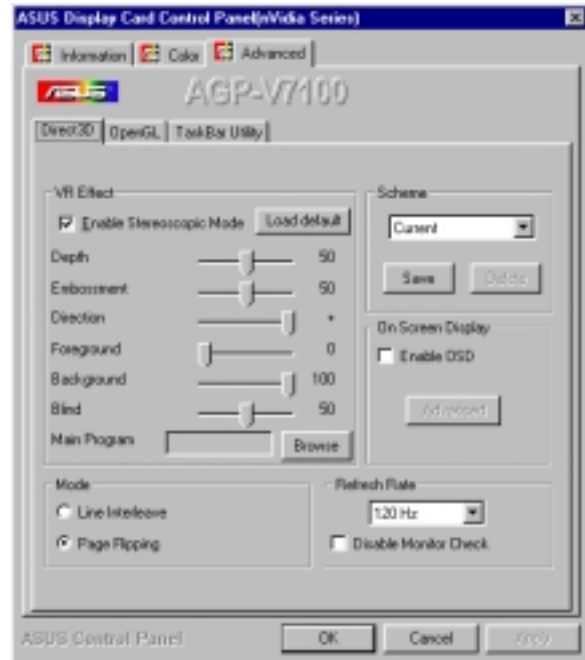 ASUS Display Card Control Panel(nVidia Series)
Information Color Advanced
ASUS AGP-V7100
Direct3D OpenGL TaskBar Utility
VR Effect
Enable Stereoscopic Mode Load default
Depth 50
Embossment 50
Direction +
Foreground 0
Background 100
Blind 50
Main Program Browse
Scheme
Current
Save Delete
On Screen Display
Enable OSD
Advanced
Mode
Line Interleave
Page Flipping
Refresh Rate
120 Hz
Disable Monitor Check
ASUS Control Panel OK Cancel Apply